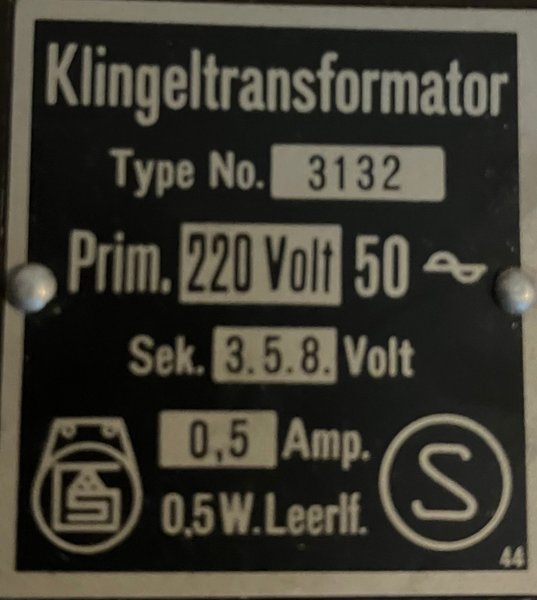 Klingeltransformator
Type No. 3132
Prim. 220 Volt 50 ~
Sek. 3.5.8. Volt
0,5 Amp.
0,5 W. Leerlf.
S
44